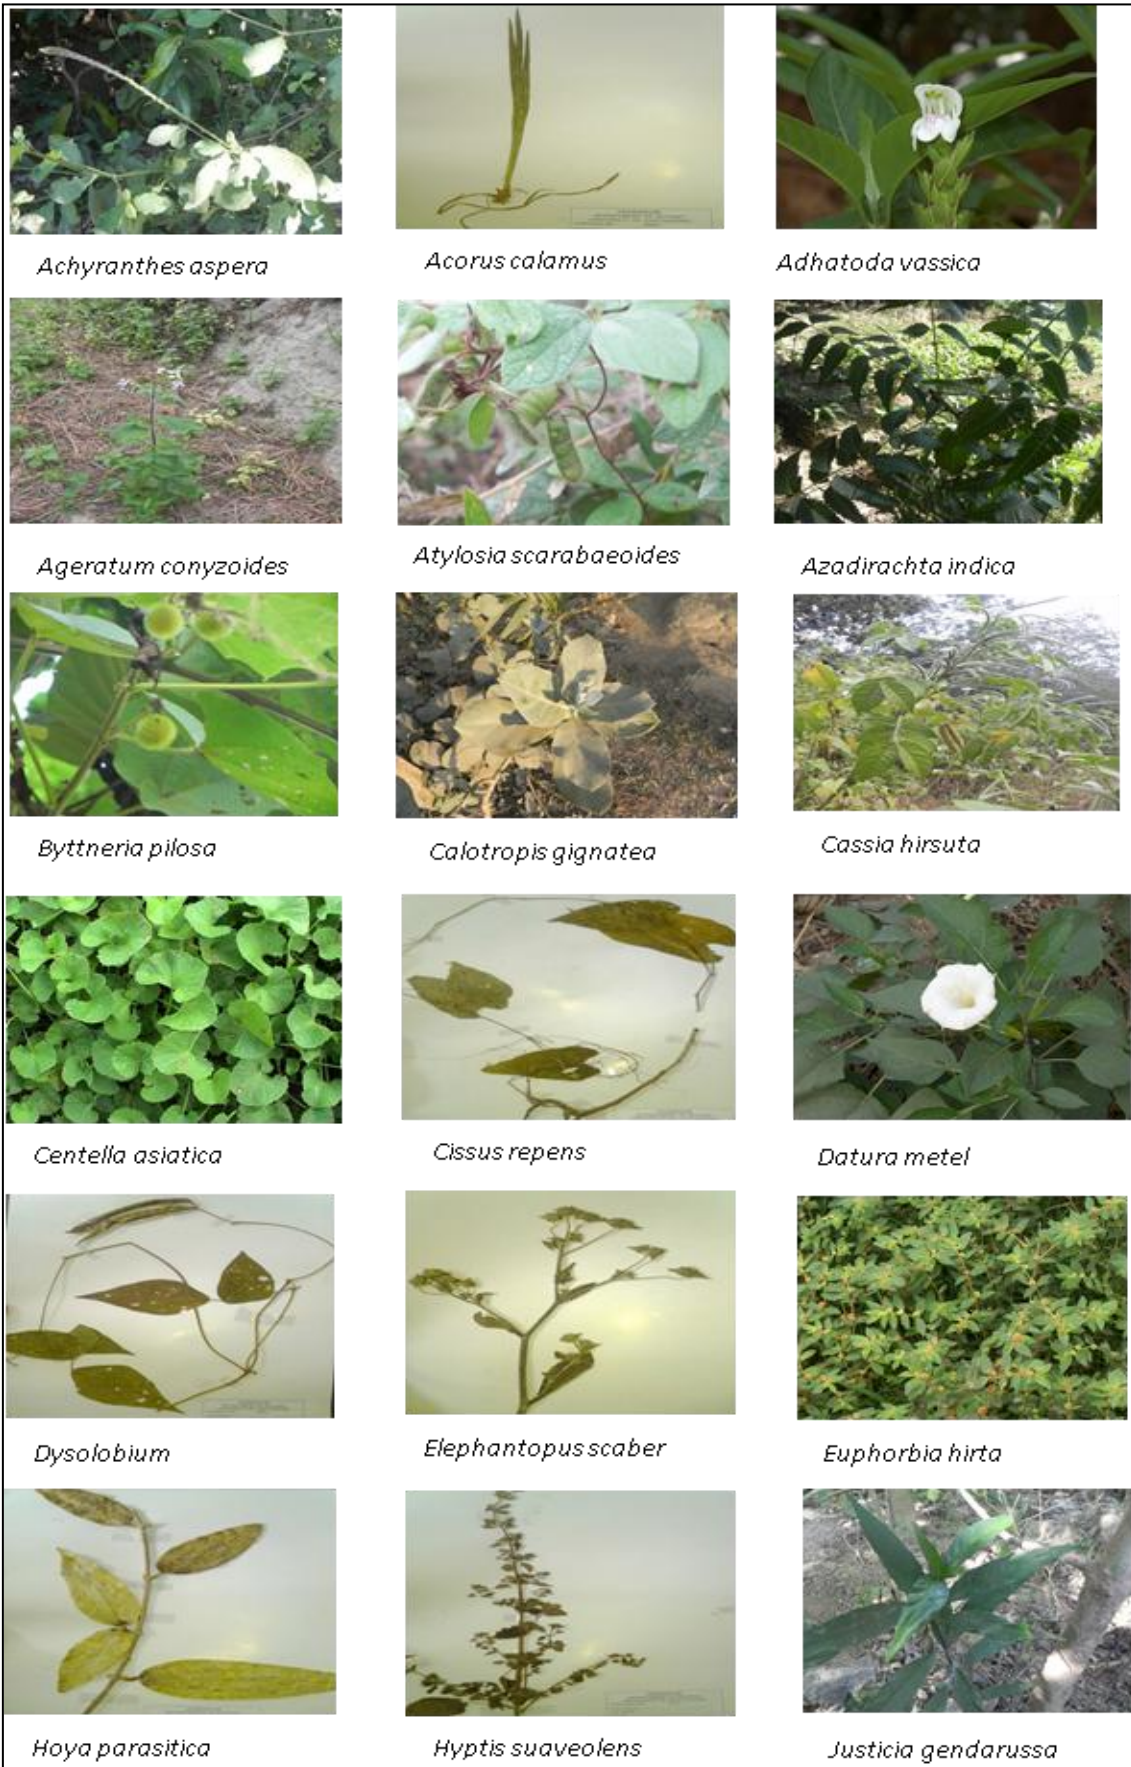 Achyranthes aspera
Acorus calamus
Adhatoda vassica
Ageratum conyzoides
Atylosia scarabaeoides
Azadirachta indica
Byttneria pilosa
Calotropis gignatea
Cassia hirsuta
Centella asiatica
Cissus repens
Datura metel
Dysolobium
Elephantopus scaber
Euphorbia hirta
Hoya parasitica
Hyptis suaveolens
Justicia gendarussa